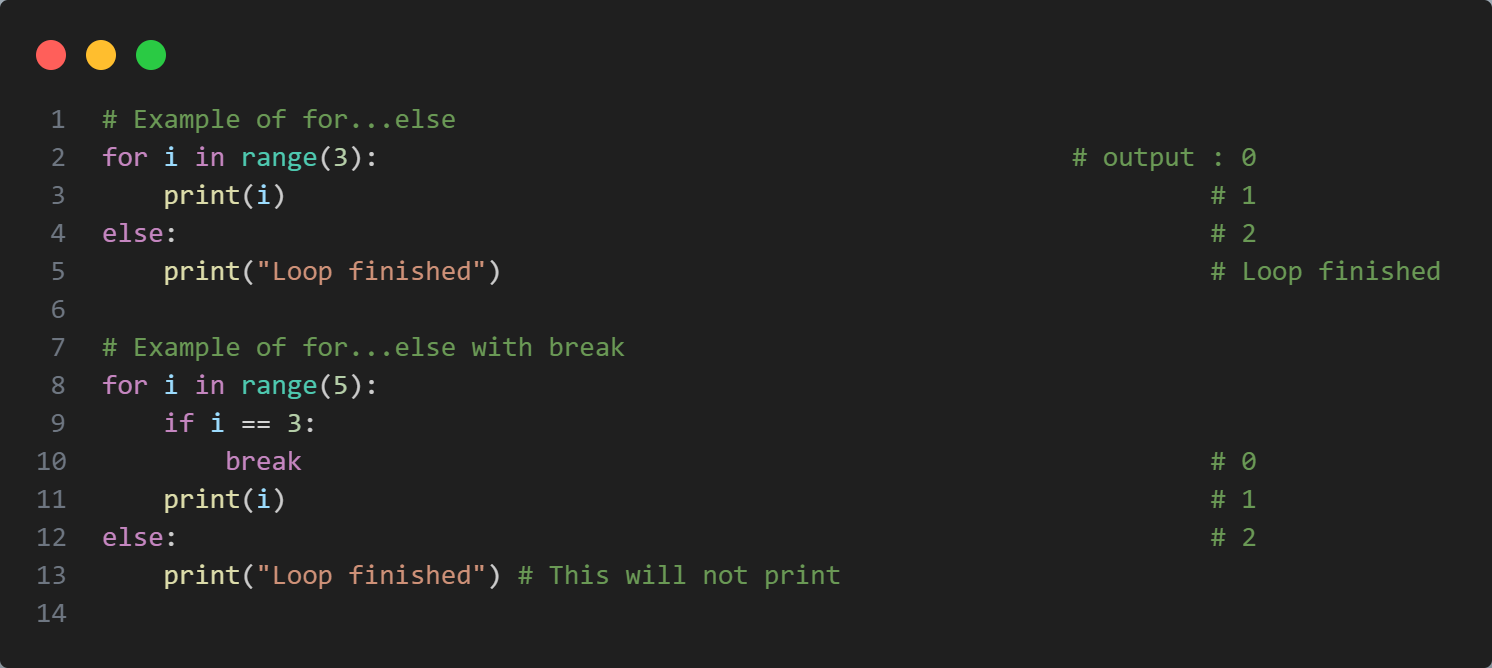 1 # Example of for...else
2 for i in range(3): # output : 0
3     print(i) # 1
4 else: # 2
5     print("Loop finished") # Loop finished
6
7 # Example of for...else with break
8 for i in range(5):
9     if i == 3:
10         break # 0
11     print(i) # 1
12 else: # 2
13     print("Loop finished") # This will not print
14